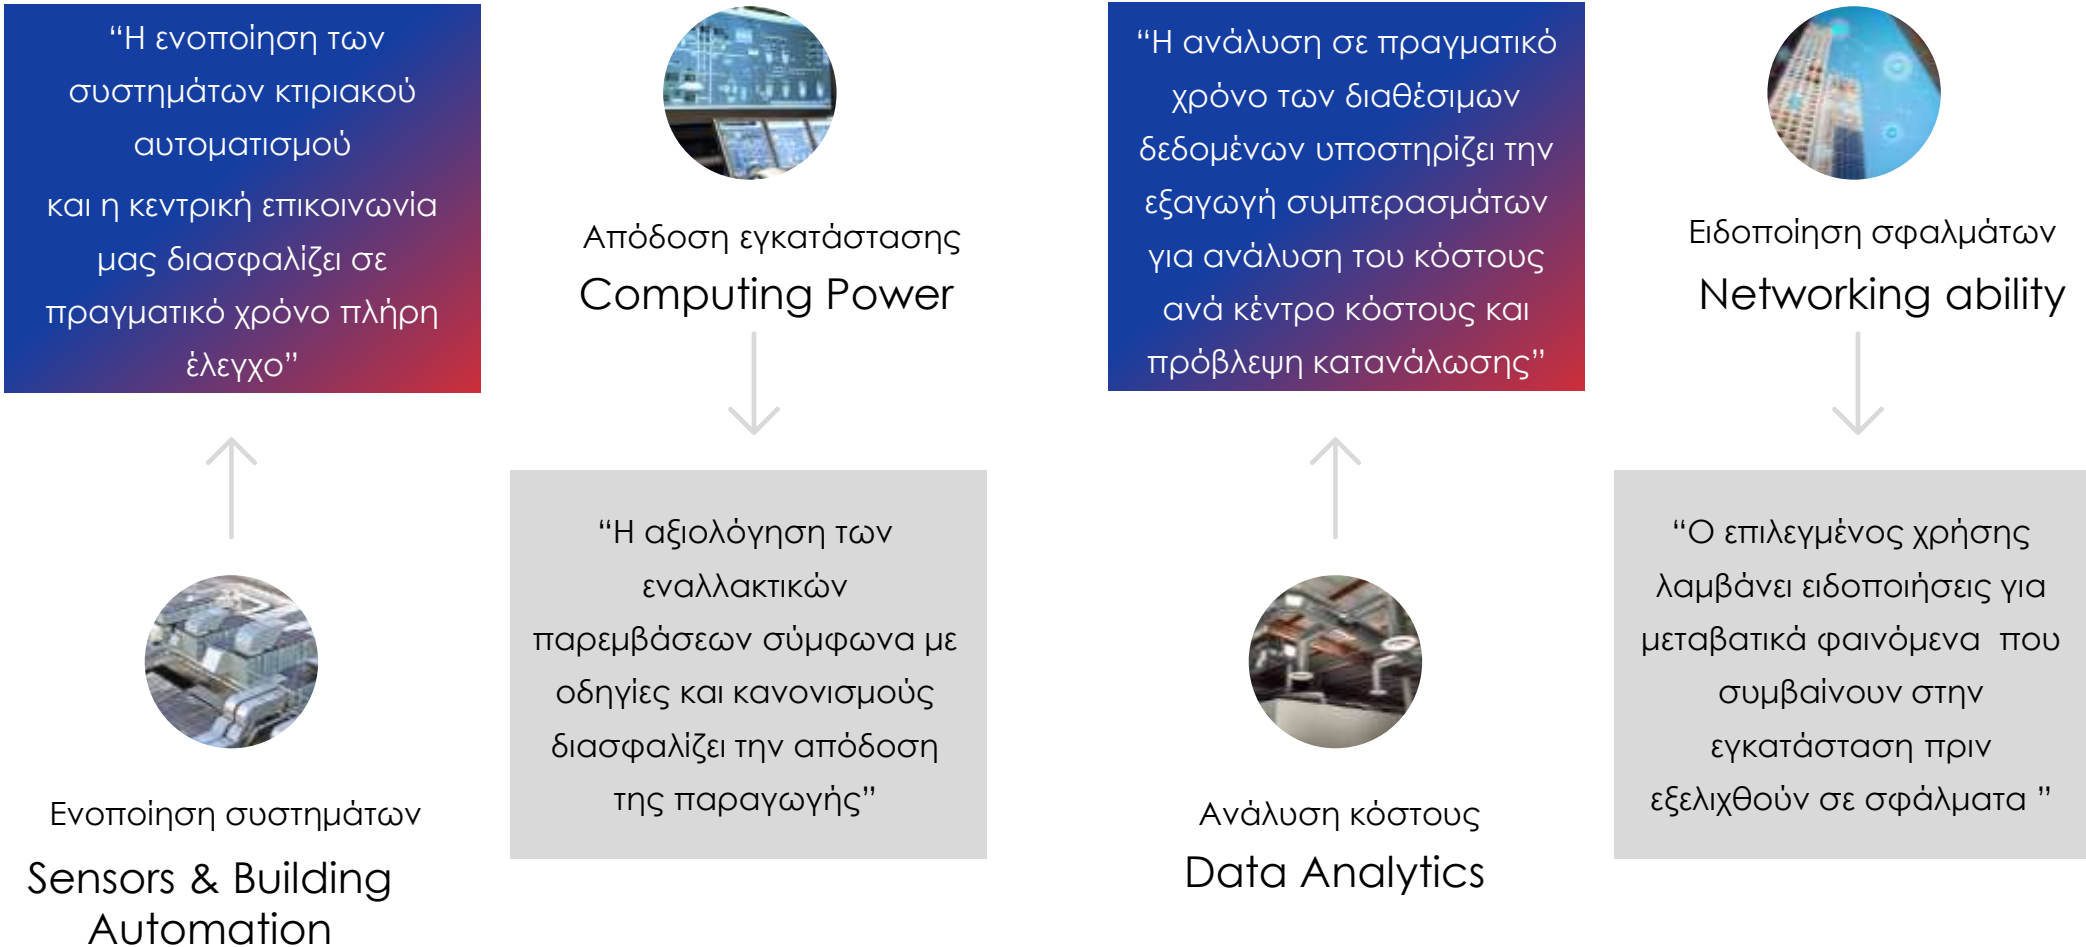 “Η ενοποίηση των
συστημάτων κτιριακού
αυτοματισμού
και η κεντρική επικοινωνία
μας διασφαλίζει σε
πραγματικό χρόνο πλήρη
έλεγχο”
Ενοποίηση συστημάτων
Sensors & Building
Automation
Απόδοση εγκατάστασης
Computing Power
“Η αξιολόγηση των
εναλλακτικών
παρεμβάσεων σύμφωνα με
οδηγίες και κανονισμούς
διασφαλίζει την απόδοση
της παραγωγής”
“Η ανάλυση σε πραγματικό
χρόνο των διαθέσιμων
δεδομένων υποστηρίζει την
εξαγωγή συμπερασμάτων
για ανάλυση του κόστους
ανά κέντρο κόστους και
πρόβλεψη κατανάλωσης”
Ανάλυση κόστους
Data Analytics
Ειδοποίηση σφαλμάτων
Networking ability
“Ο επιλεγμένος χρήσης
λαμβάνει ειδοποιήσεις για
μεταβατικά φαινόμενα  που
συμβαίνουν στην
εγκατάσταση πριν
εξελιχθούν σε σφάλματα ”